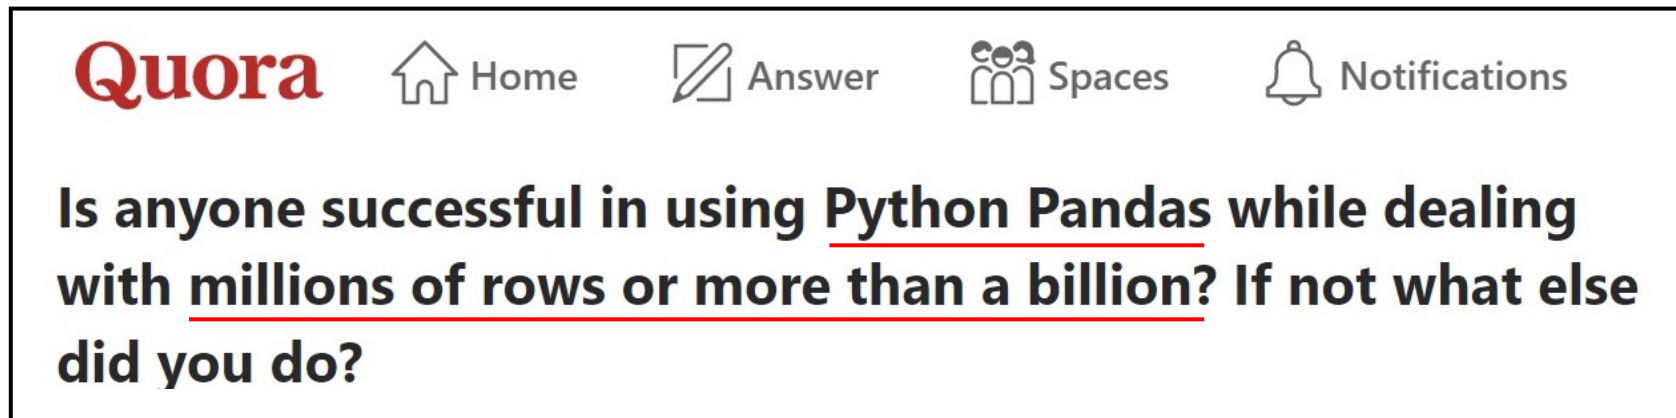 Quora Home Answer Spaces Notifications
Is anyone successful in using Python Pandas while dealing
with millions of rows or more than a billion? If not what else
did you do?